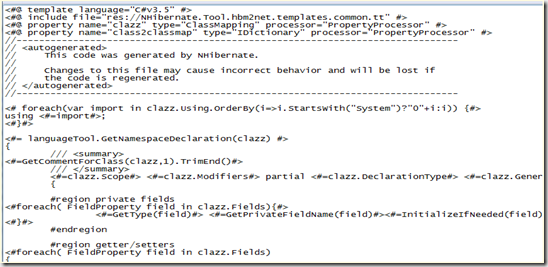 <#@ template language="C#v3.5" #>
<#@ include file="res://NHibernate.Tool.hbm2net.templates.common.tt" #>
<#@ property name="clazz" type="ClassMapping" processor="PropertyProcessor" #>
<#@ property name="class2classmap" type="IDictionary" processor="PropertyProcessor" #>
//------------------------------------------------------------------------------
// <autogenerated>
//     This code was generated by NHibernate.
//
//     Changes to this file may cause incorrect behavior and will be lost if
//     the code is regenerated.
// </autogenerated>
//------------------------------------------------------------------------------
<# foreach(var import in clazz.Using.OrderBy(i=>i.StartsWith("System")?"0"+i:i)) {#>
using <#=import#>;
<#}#>
<#= languageTool.GetNamespaceDeclaration(clazz) #>
{
/// <summary>
<#=GetCommentForClass(clazz,1).TrimEnd()#>
/// </summary>
<#=clazz.Scope#> <#=clazz.Modifiers#> partial <#=clazz.DeclarationType#> <#=clazz.Gener
{
#region private fields
<#foreach( FieldProperty field in clazz.Fields){#>
<#=GetType(field)#> <#=GetPrivateFieldName(field)#><#=InitializeIfNeeded(field)
<#}#>
#endregion
#region getter/setters
<#foreach( FieldProperty field in clazz.Fields)
{